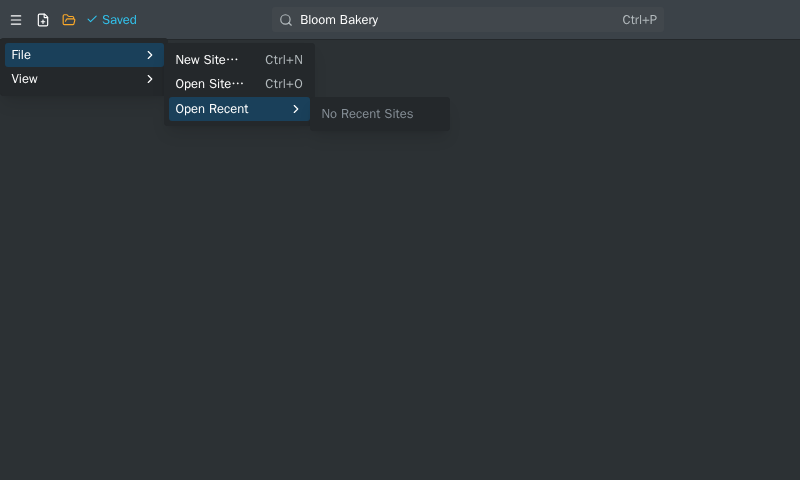 Saved
Bloom Bakery
Ctrl+P
File
View
New Site⋯ Ctrl+N
Open Site⋯ Ctrl+O
Open Recent
No Recent Sites